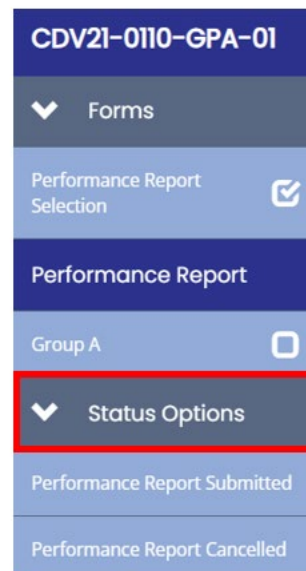 CDV21-0110-GPA-01
Forms
Performance Report
Selection
Performance Report
Group A
Status Options
Performance Report Submitted
Performance Report Cancelled